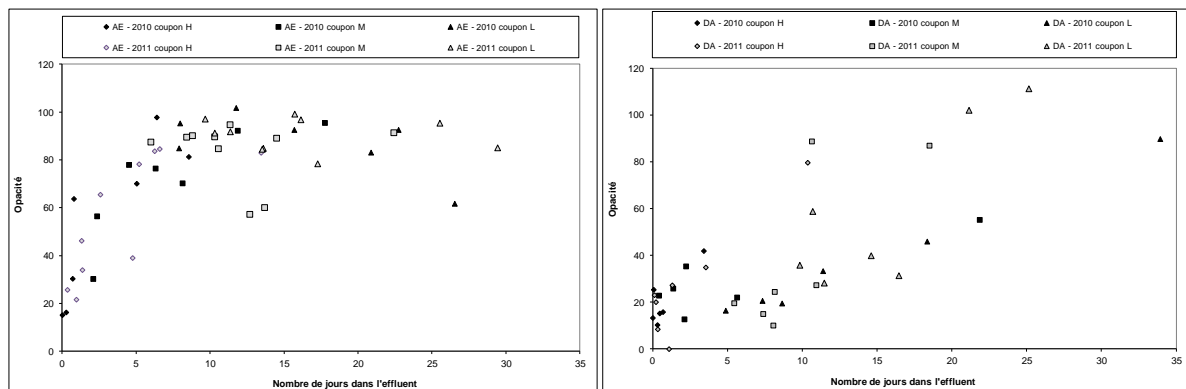 AE - 2010 coupon H
AE - 2010 coupon M
AE - 2010 coupon L
AE - 2011 coupon H
AE - 2011 coupon M
AE - 2011 coupon L
120
100
80
60
40
20
0
Opacité
0 5 10 15 20 25 30 35
Nombre de jours dans l'effluent
DA - 2010 coupon H
DA - 2010 coupon M
DA - 2010 coupon L
DA - 2011 coupon H
DA - 2011 coupon M
DA - 2011 coupon L
120
100
80
60
40
20
0
Opacité
0 5 10 15 20 25 30 35
Nombre de jours dans l'effluent